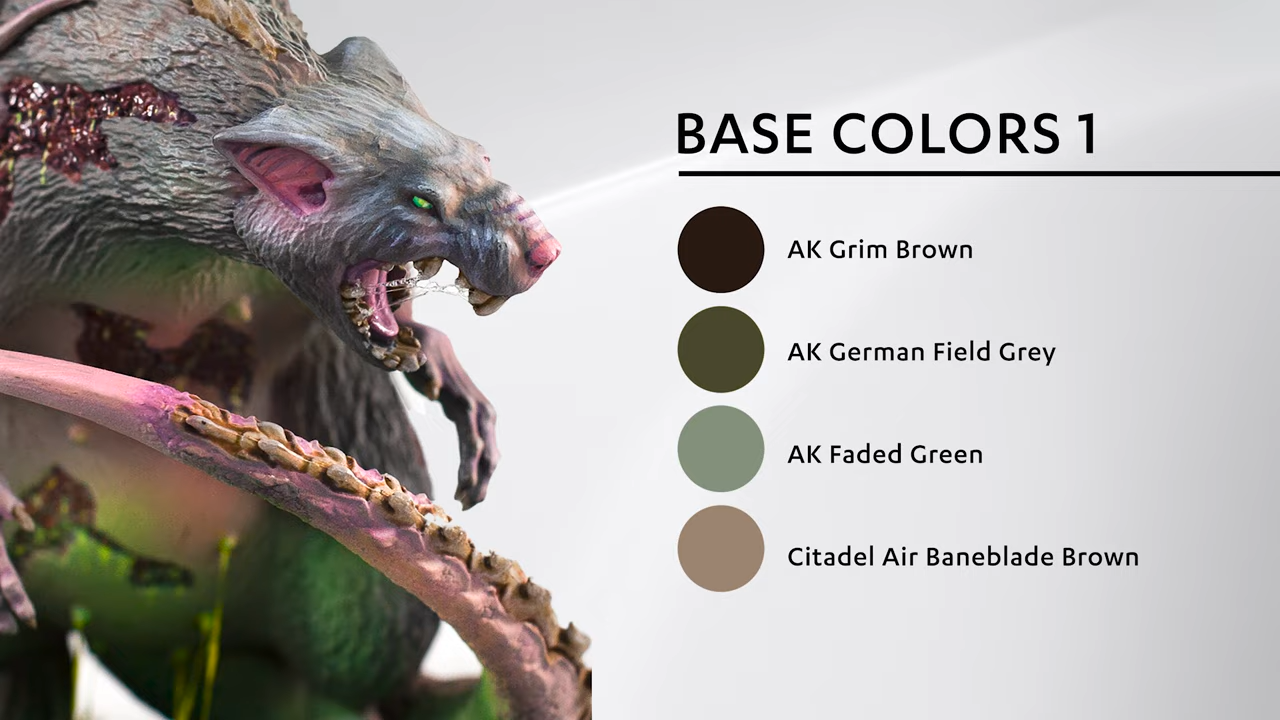 BASE COLORS 1
AK Grim Brown
AK German Field Grey
AK Faded Green
Citadel Air Baneblade Brown